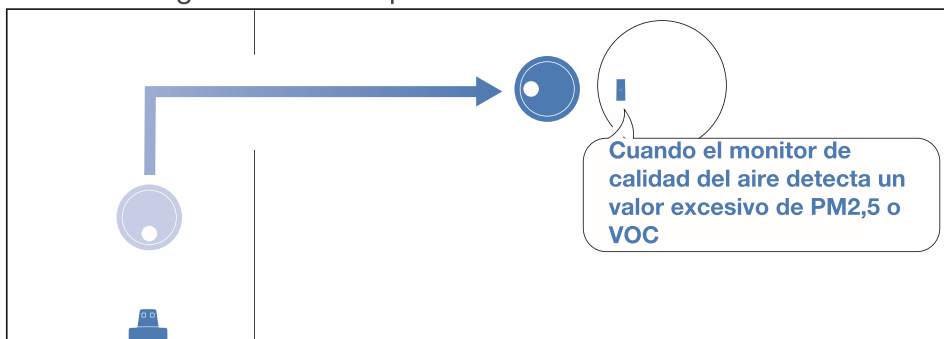 Cuando el monitor de
calidad del aire detecta un
valor excesivo de PM2,5 o
VOC